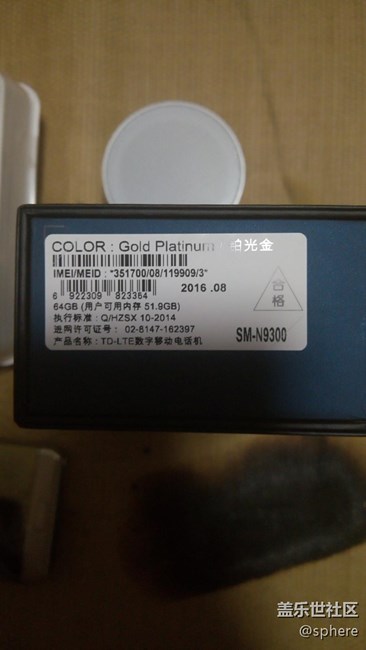 COLOR : Gold Platinum 铂光金
IMEI/MEID : "351700/08/119909/3"
2016 .08
6 922309 823364
64GB (用户可用内存 51.9GB)
执行标准 : Q/HZSX 10-2014
进网许可证号 : 02-8147-162397
产品名称 : TD-LTE数字移动电话机
合格
SM-N9300
盖乐世社区
@sphere